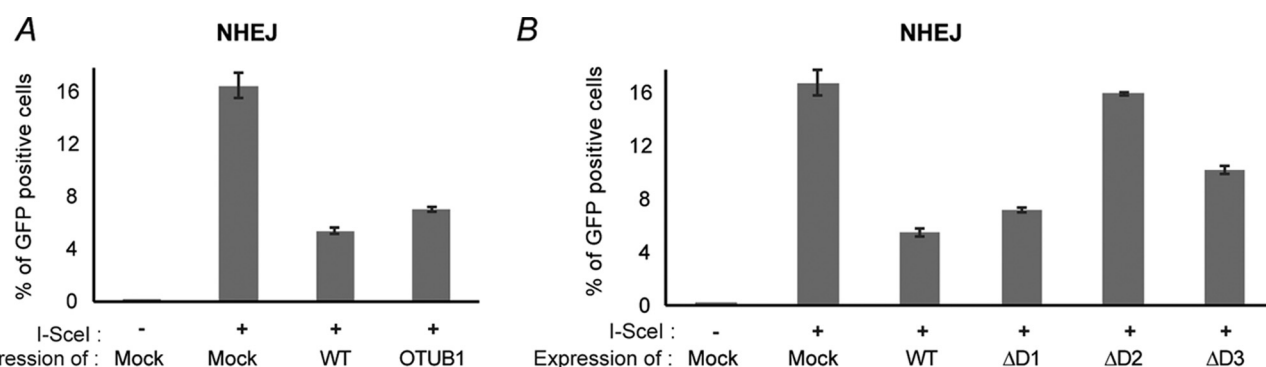 A NHEJ
% of GFP positive cells
16
12
8
4
0
I-SceI : - + + +
ression of : Mock Mock WT OTUB1
B NHEJ
% of GFP positive cells
16
12
8
4
0
I-SceI : - + + + + +
Expression of : Mock Mock WT ΔD1 ΔD2 ΔD3